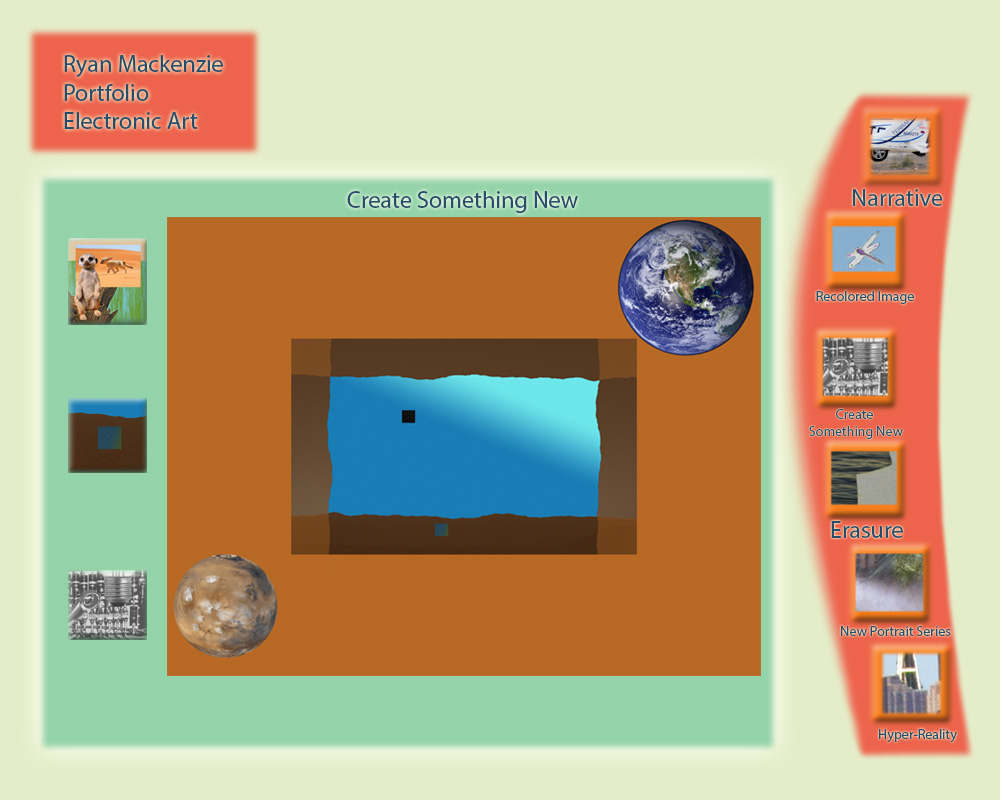 Ryan Mackenzie
Portfolio
Electronic Art
Create Something New
Narrative
Recolored Image
Create
Something New
Erasure
New Portrait Series
Hyper-Reality